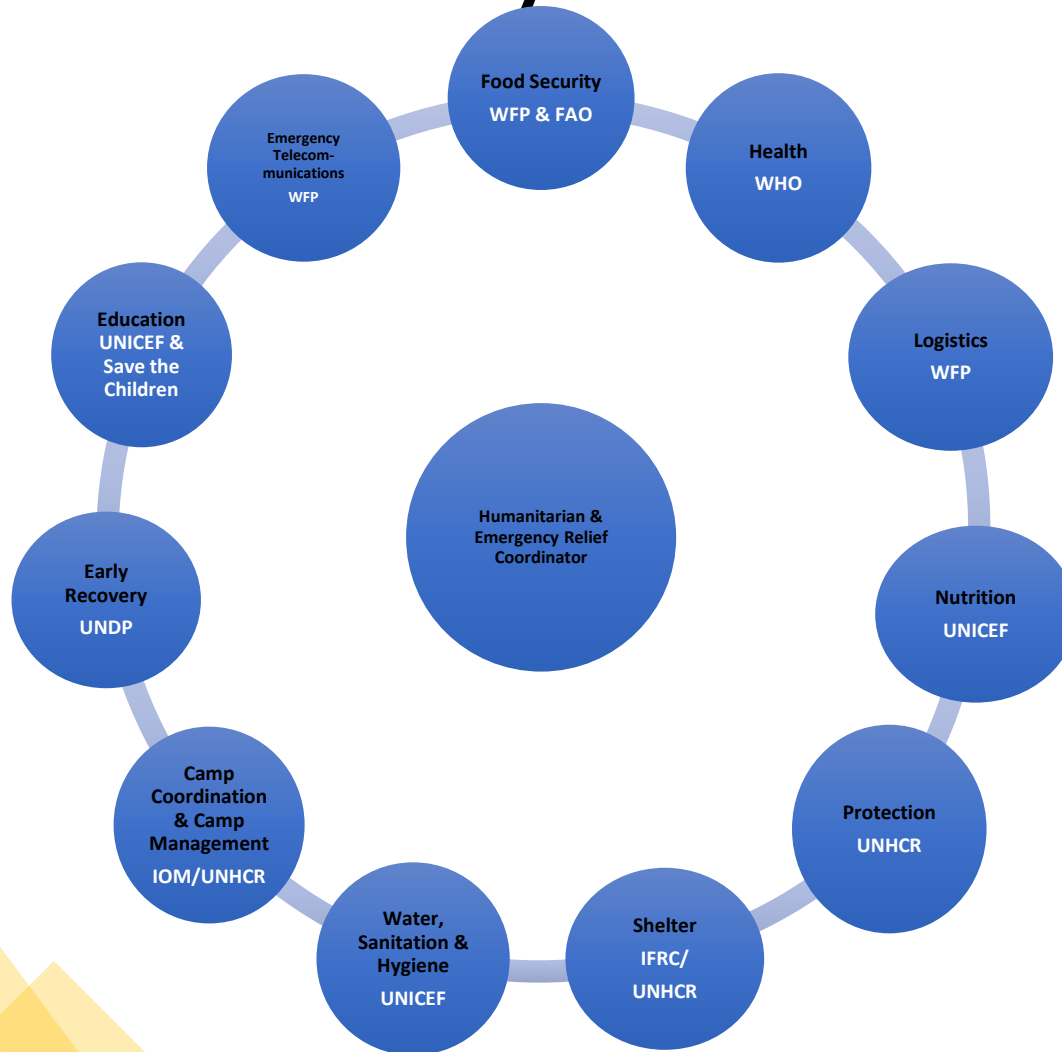 Food Security
WFP & FAO
Health
WHO
Logistics
WFP
Nutrition
UNICEF
Protection
UNHCR
Shelter
IFRC/
UNHCR
Water,
Sanitation &
Hygiene
UNICEF
Camp
Coordination
& Camp
Management
IOM/UNHCR
Early
Recovery
UNDP
Education
UNICEF &
Save the
Children
Emergency
Telecom-
munications
WFP
Humanitarian &
Emergency Relief
Coordinator